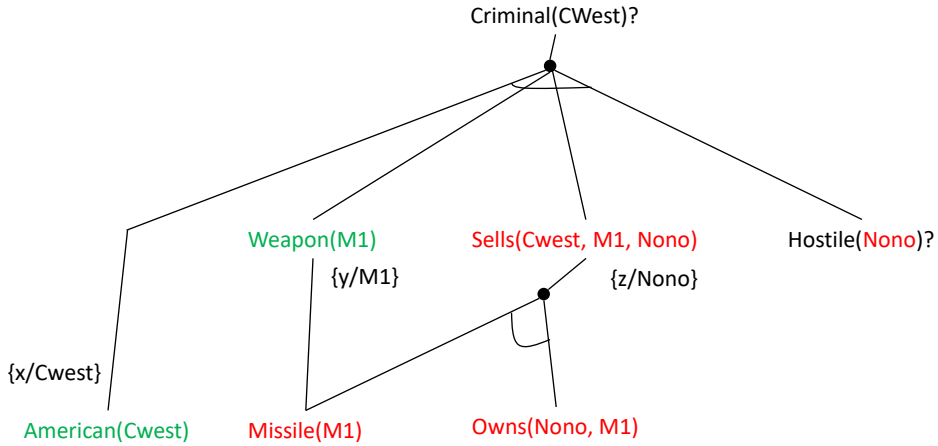 Criminal(CWest)?
Weapon(M1)
Sells(Cwest, M1, Nono)
Hostile(Nono)?
{y/M1}
{z/Nono}
{x/Cwest}
American(Cwest)
Missile(M1)
Owns(Nono, M1)